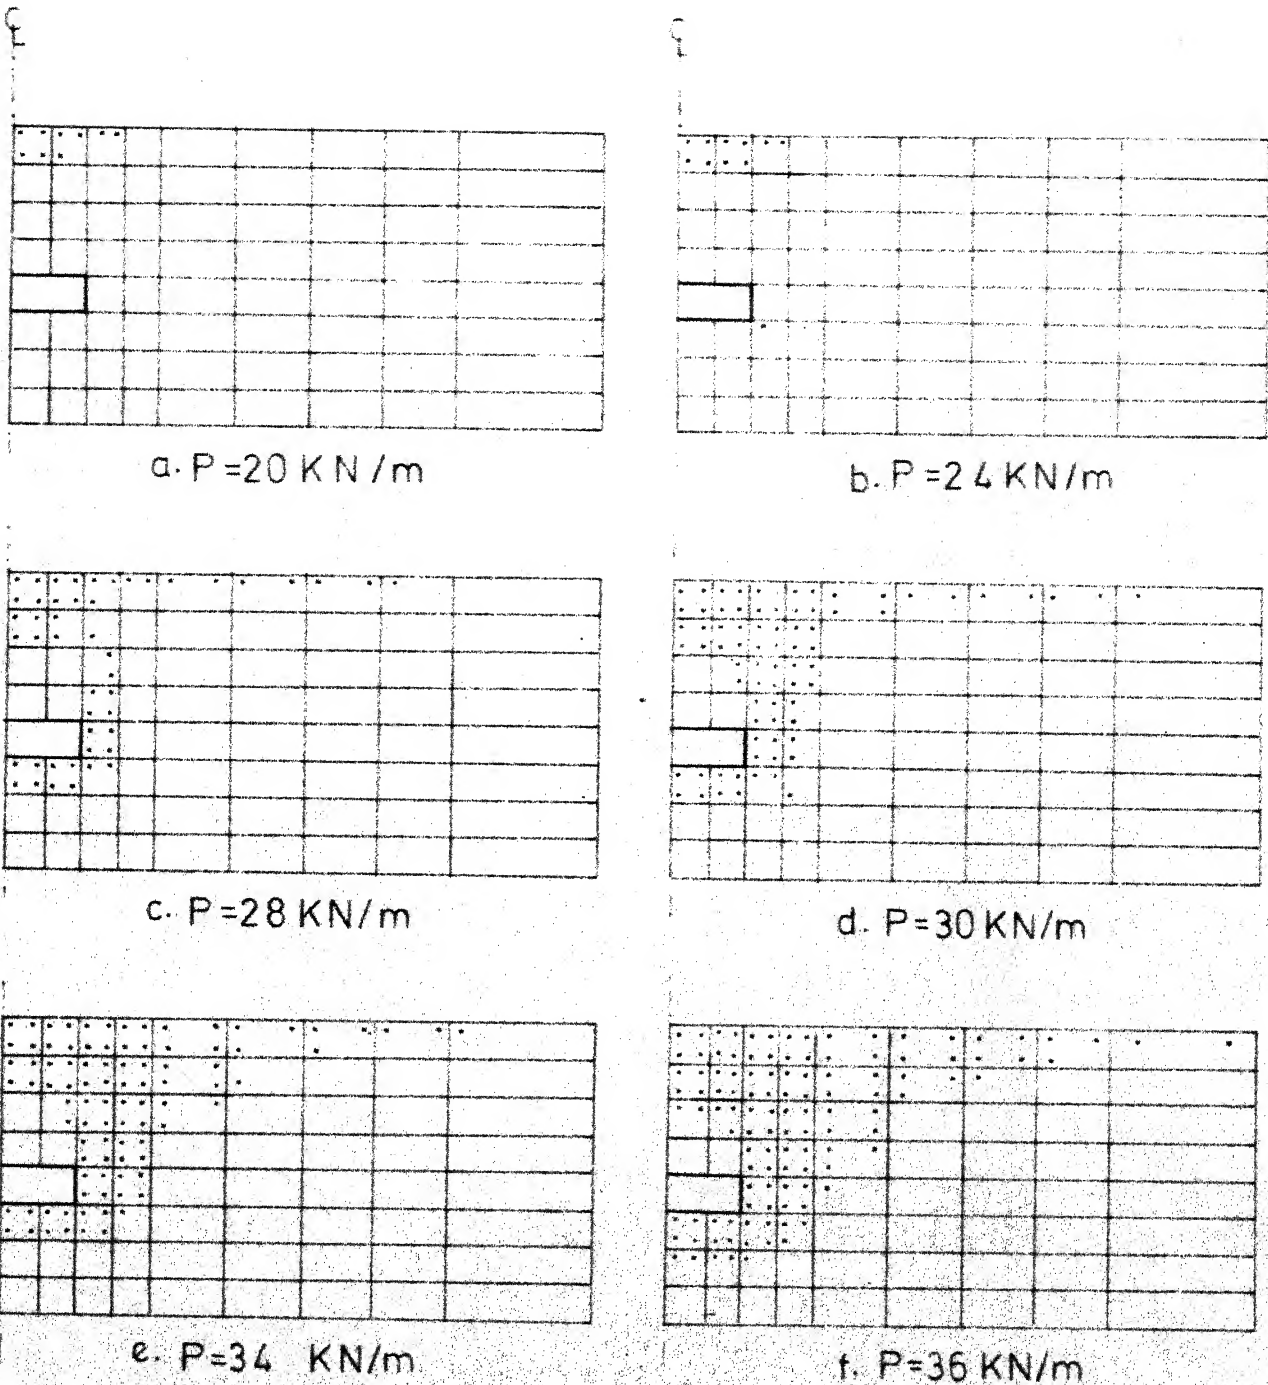 ℄
℄
a. P=20 KN/m
b. P=24 KN/m
c. P=28 KN/m
d. P=30 KN/m
e. P=34 KN/m
f. P=36 KN/m